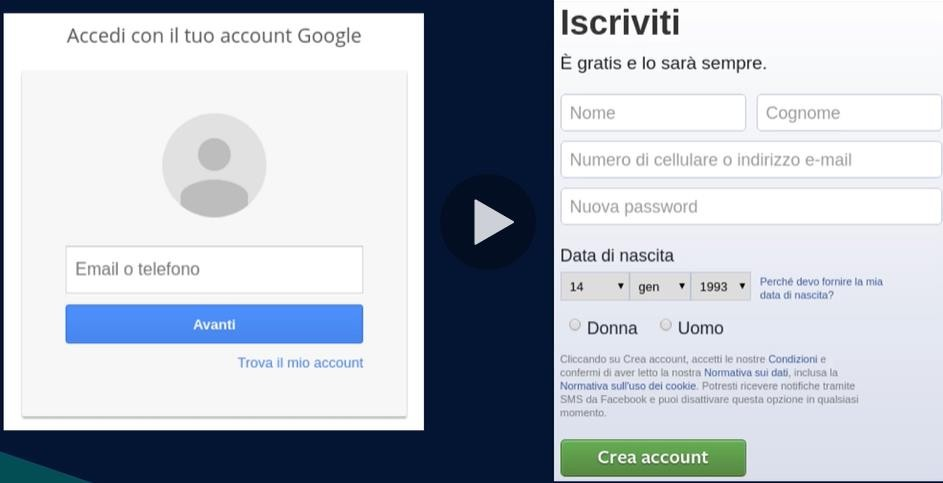 Accedi con il tuo account Google
Email o telefono
Avanti
Trova il mio account
Iscriviti
È gratis e lo sarà sempre.
Nome
Cognome
Numero di cellulare o indirizzo e-mail
Nuova password
Data di nascita
14 gen 1993
Perché devo fornire la mia
data di nascita?
Donna Uomo
Cliccando su Crea account, accetti le nostre Condizioni e
confermi di aver letto la nostra Normativa sui dati, inclusa la
Normativa sull'uso dei cookie. Potresti ricevere notifiche tramite
SMS da Facebook e puoi disattivare questa opzione in qualsiasi
momento.
Crea account